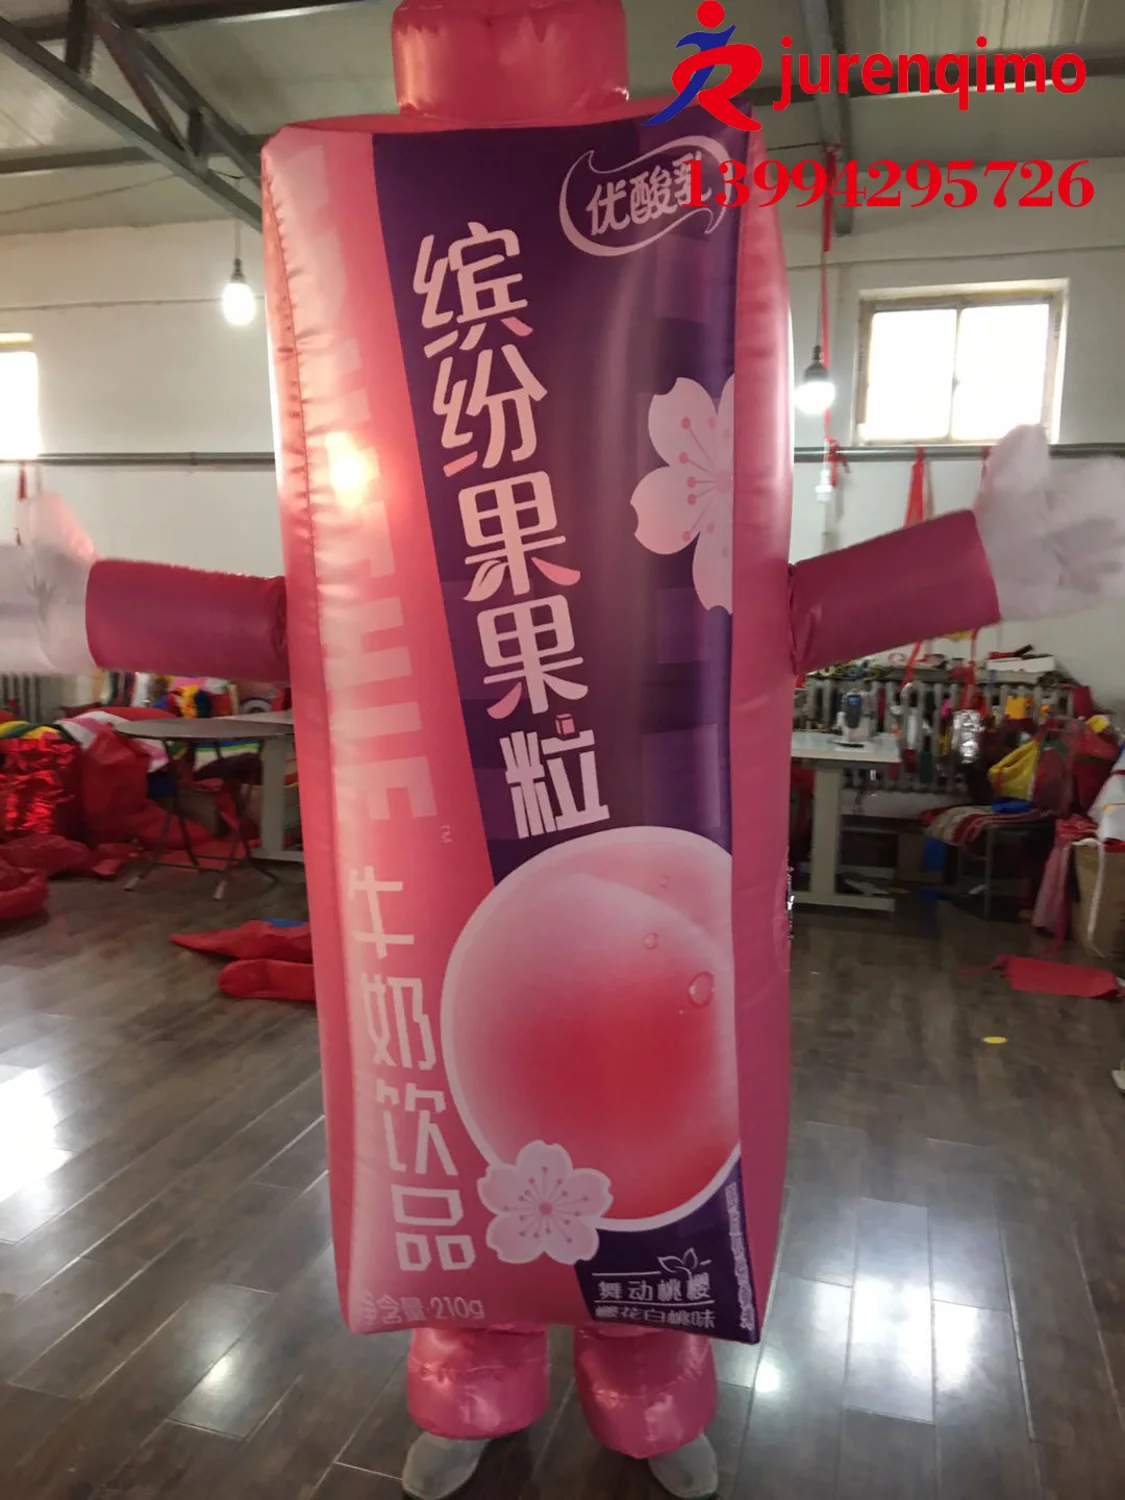 jurenqimo
13994295726
优酸乳
缤纷果果粒
牛奶饮品
净含量:210g
舞动桃樱
樱花白桃味